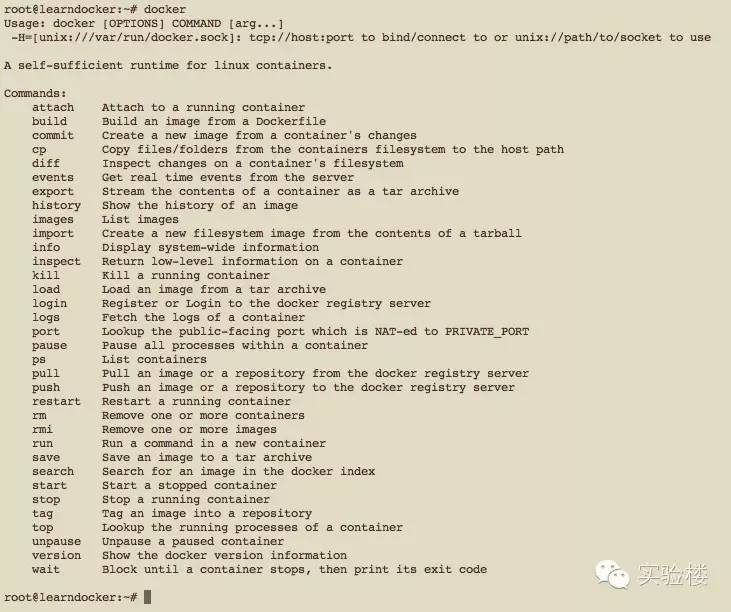 root@learndocker:~# docker
Usage: docker [OPTIONS] COMMAND [arg...]
 -H=[unix:///var/run/docker.sock]: tcp://host:port to bind/connect to or unix://path/to/socket to use

A self-sufficient runtime for linux containers.

Commands:
    attach    Attach to a running container
    build     Build an image from a Dockerfile
    commit    Create a new image from a container's changes
    cp        Copy files/folders from the containers filesystem to the host path
    diff      Inspect changes on a container's filesystem
    events    Get real time events from the server
    export    Stream the contents of a container as a tar archive
    history   Show the history of an image
    images    List images
    import    Create a new filesystem image from the contents of a tarball
    info      Display system-wide information
    inspect   Return low-level information on a container
    kill      Kill a running container
    load      Load an image from a tar archive
    login     Register or Login to the docker registry server
    logs      Fetch the logs of a container
    port      Lookup the public-facing port which is NAT-ed to PRIVATE_PORT
    pause     Pause all processes within a container
    ps        List containers
    pull      Pull an image or a repository from the docker registry server
    push      Push an image or a repository to the docker registry server
    restart   Restart a running container
    rm        Remove one or more containers
    rmi       Remove one or more images
    run       Run a command in a new container
    save      Save an image to a tar archive
    search    Search for an image in the docker index
    start     Start a stopped container
    stop      Stop a running container
    tag       Tag an image into a repository
    top       Lookup the running processes of a container
    unpause   Unpause a paused container
    version   Show the docker version information
    wait      Block until a container stops, then print its exit code

root@learndocker:~#
实验楼